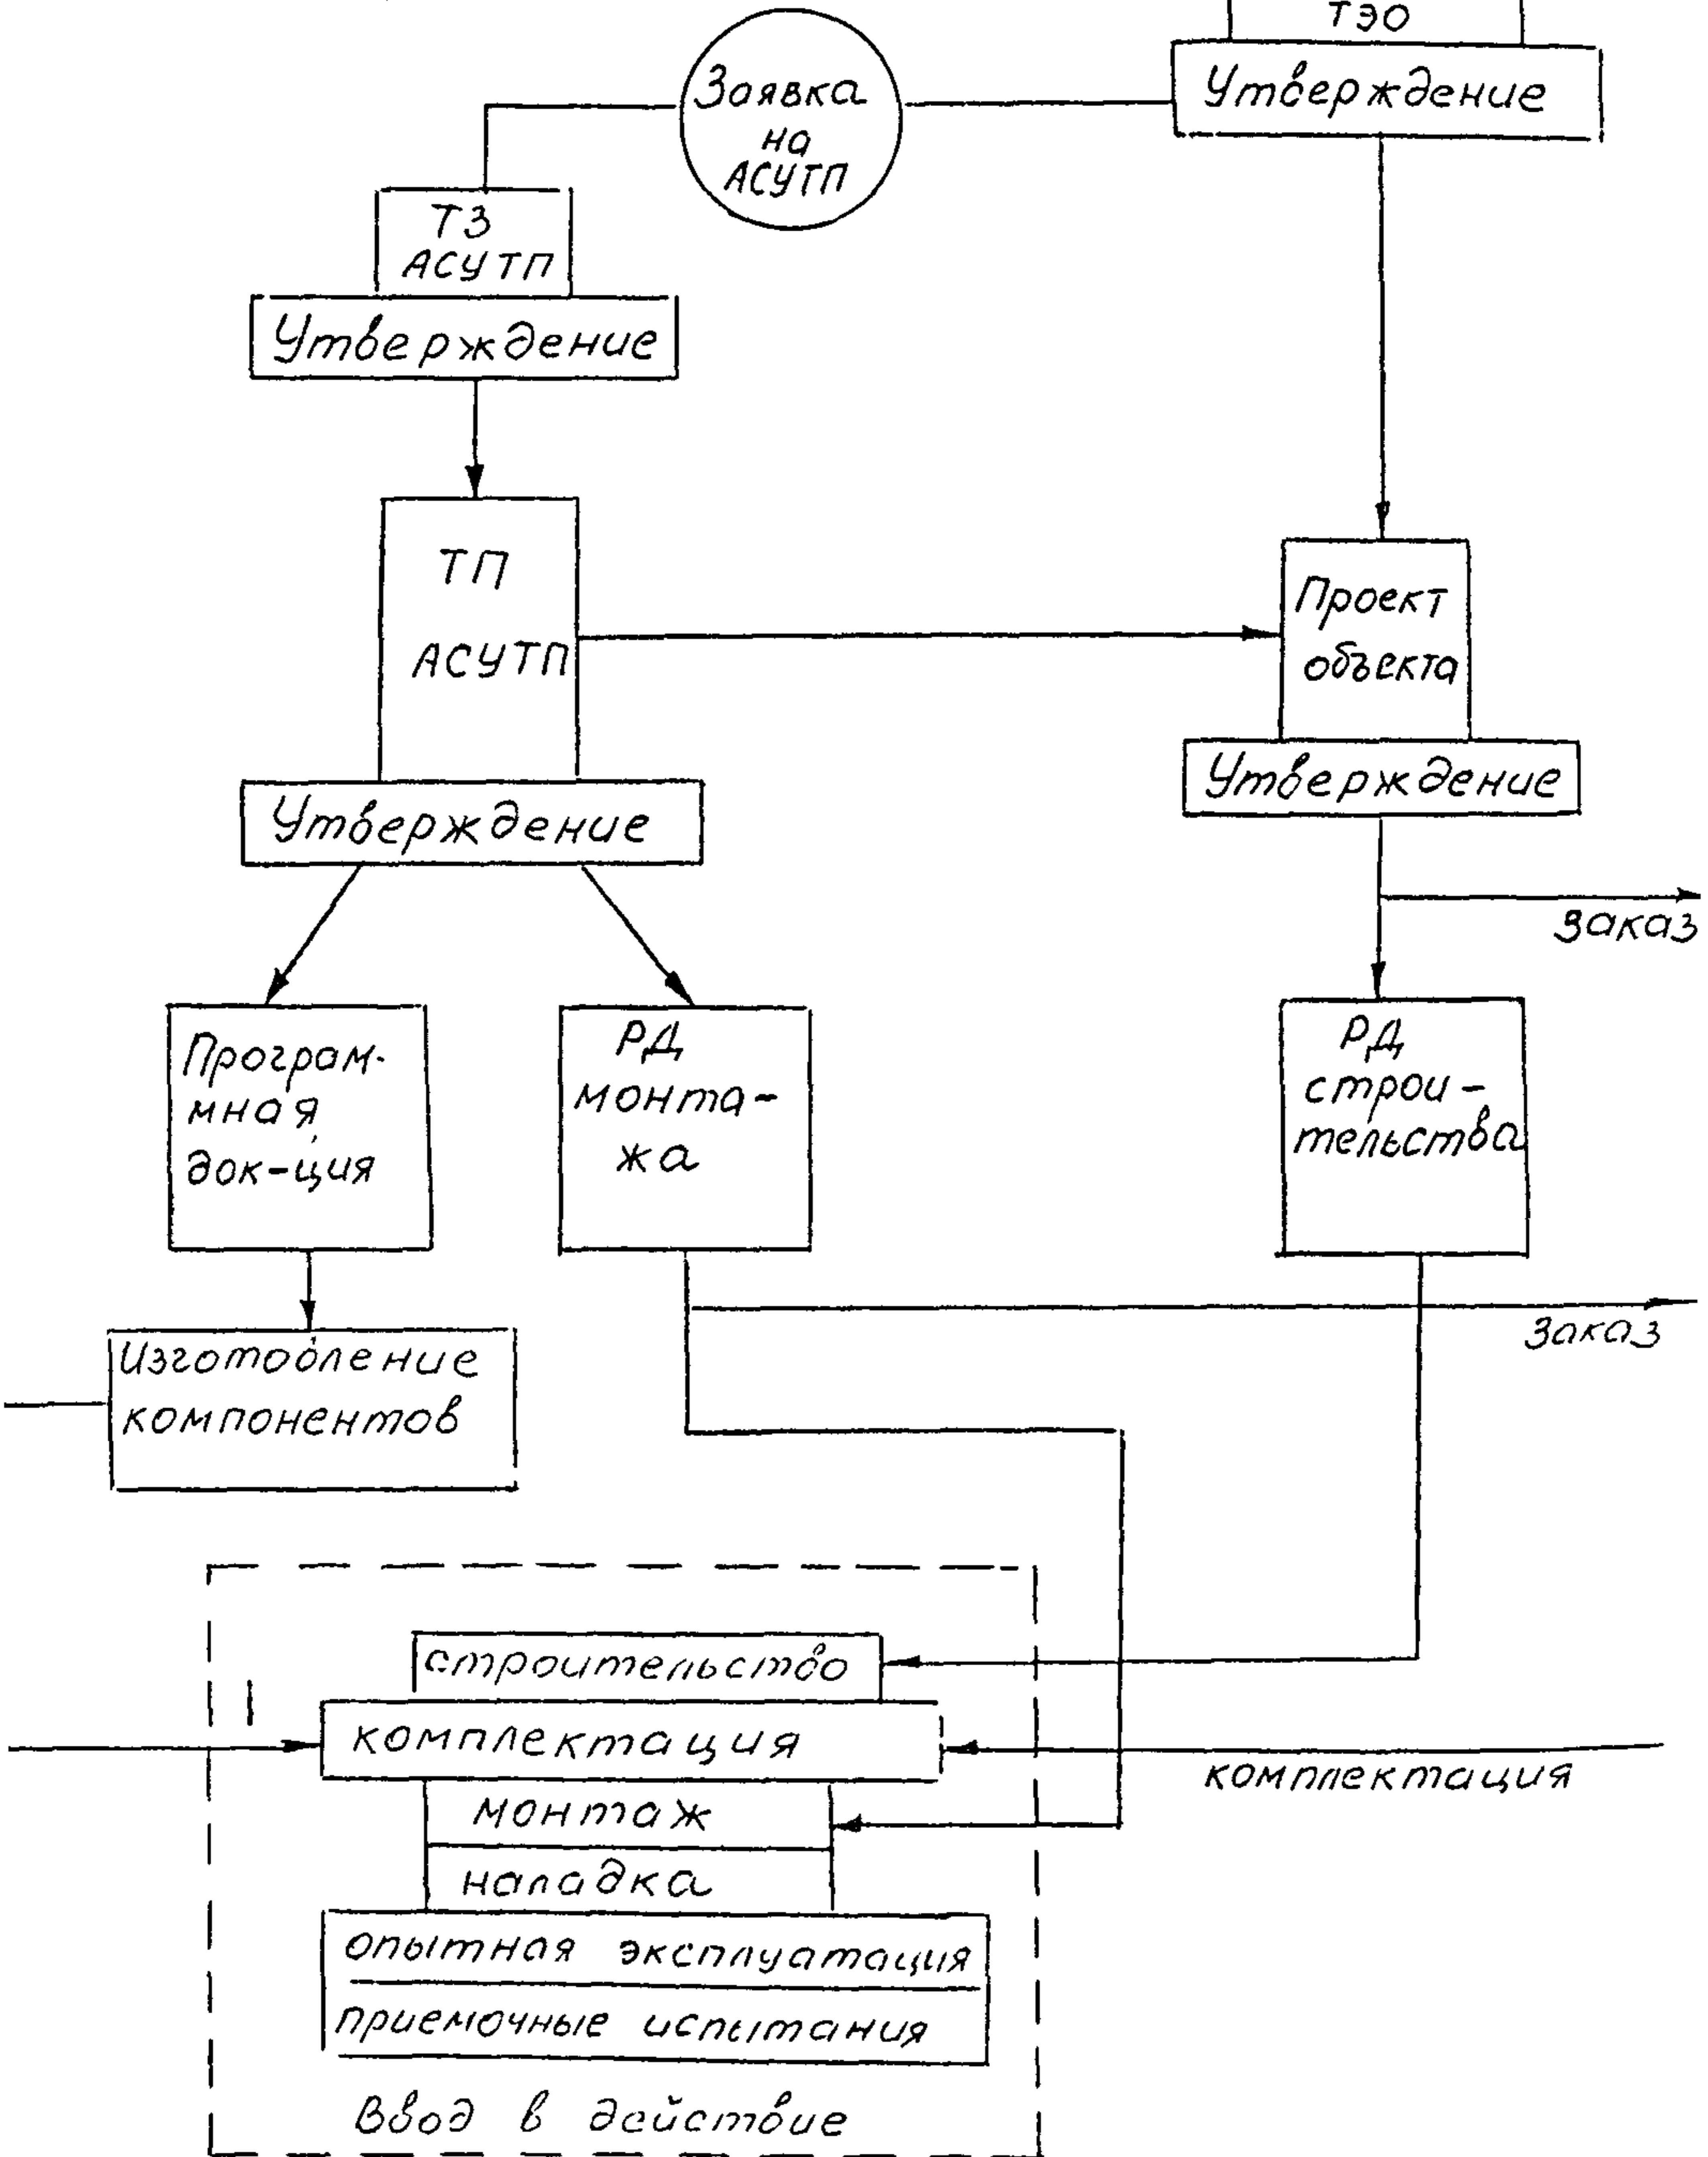 ТЭО
Утверждение
Заявка
на
АСУТП
ТЗ
АСУТП
Утверждение
ТП
АСУТП
Проект
объекта
Утверждение
Утверждение
заказ
Програм-
мная
док-ция
РД
монта-
жа
РД
строи-
тельства
заказ
Изготовление
компонентов
строительство
комплектация
комплектация
монтаж
наладка
опытная эксплуатация
приемочные испытания
Ввод в действие